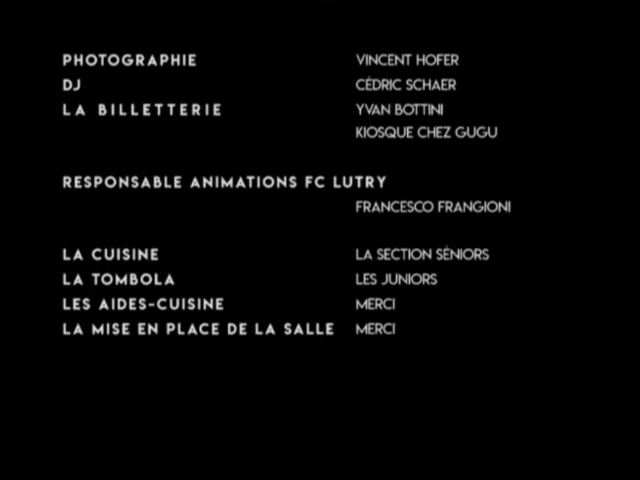 PHOTOGRAPHIE VINCENT HOFER
DJ CÉDRIC SCHAER
LA BILLETTERIE YVAN BOTTINI
KIOSQUE CHEZ GUGU
RESPONSABLE ANIMATIONS FC LUTRY
FRANCESCO FRANGIONI
LA CUISINE LA SECTION SÉNIORS
LA TOMBOLA LES JUNIORS
LES AIDES-CUISINE MERCI
LA MISE EN PLACE DE LA SALLE MERCI